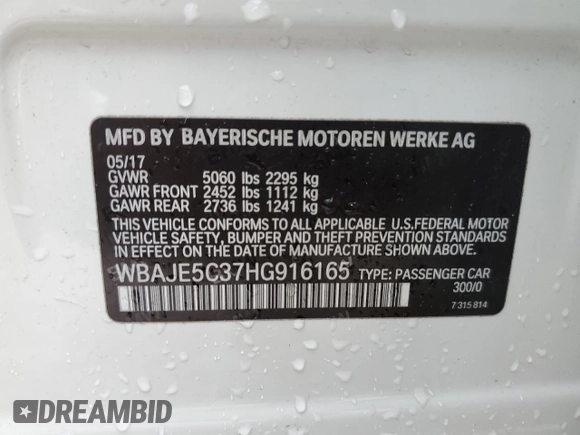 MFD BY BAYERISCHE MOTOREN WERKE AG
05/17
GVWR 5060 lbs 2295 kg
GAWR FRONT 2452 lbs 1112 kg
GAWR REAR 2736 lbs 1241 kg
THIS VEHICLE CONFORMS TO ALL APPLICABLE U.S.FEDERAL MOTOR
VEHICLE SAFETY, BUMPER AND THEFT PREVENTION STANDARDS
IN EFFECT ON THE DATE OF MANUFACTURE SHOWN ABOVE.
WBAJE5C37HG916165 TYPE: PASSENGER CAR
300/0
7 315 814
DREAMBID